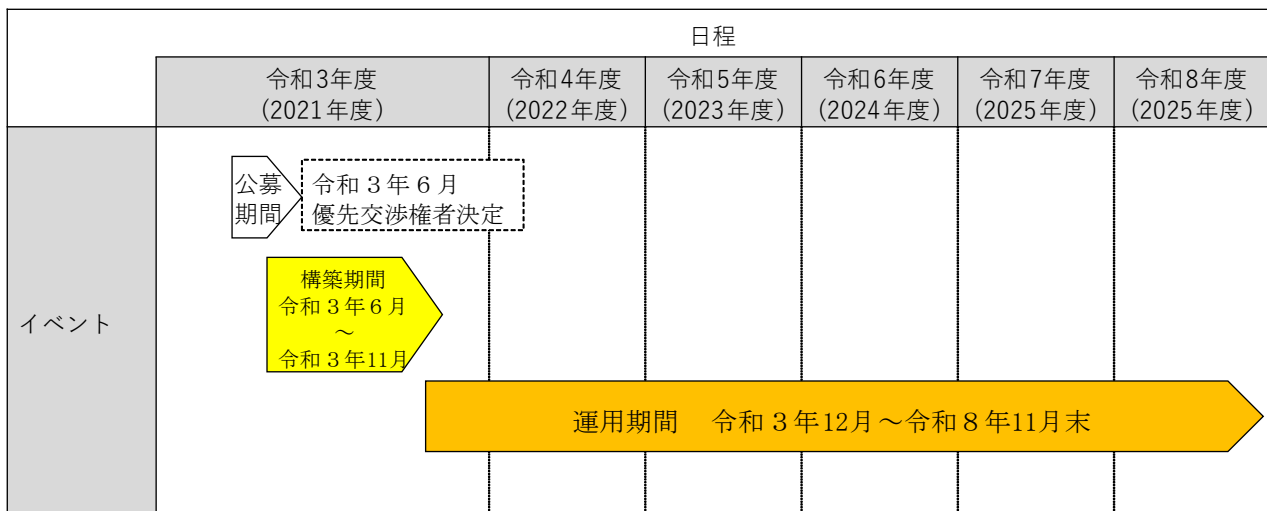 日程
令和3年度
(2021年度)
令和4年度
(2022年度)
令和5年度
(2023年度)
令和6年度
(2024年度)
令和7年度
(2025年度)
令和8年度
(2025年度)
イベント
公募
期間
令和３年６月
優先交渉権者決定
構築期間
令和３年６月
～
令和３年11月
運用期間　令和３年12月～令和８年11月末